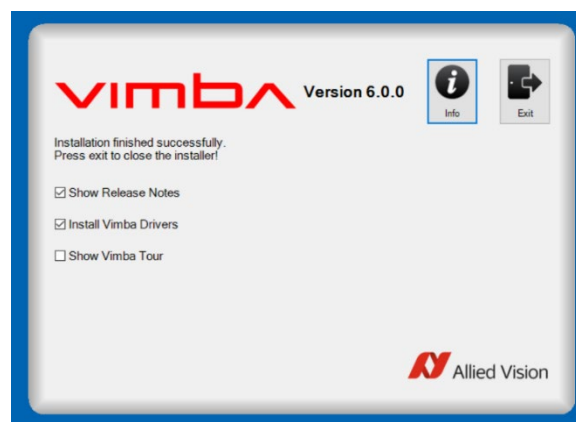 vimba Version 6.0.0
Info
Exit
Installation finished successfully.
Press exit to close the installer!
Show Release Notes
Install Vimba Drivers
Show Vimba Tour
Allied Vision